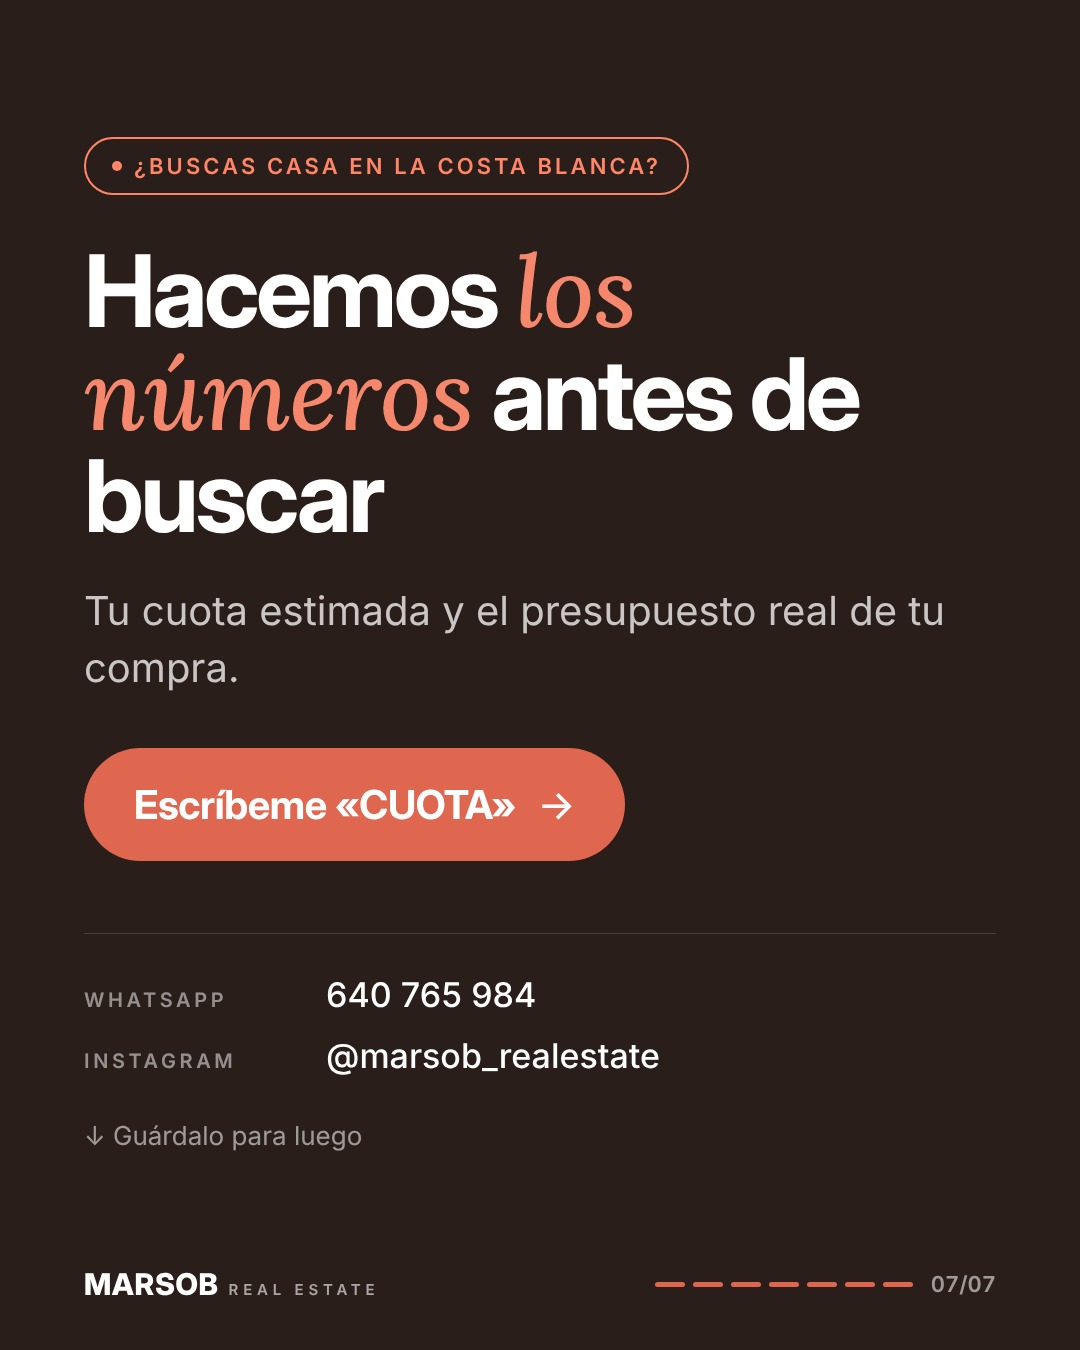 • ¿BUSCAS CASA EN LA COSTA BLANCA?
Hacemos los
números antes de
buscar
Tu cuota estimada y el presupuesto real de tu
compra.
Escríbeme «CUOTA» →
WHATSAPP 640 765 984
INSTAGRAM @marsob_realestate
↓ Guárdalo para luego
MARSOB REAL ESTATE 07/07